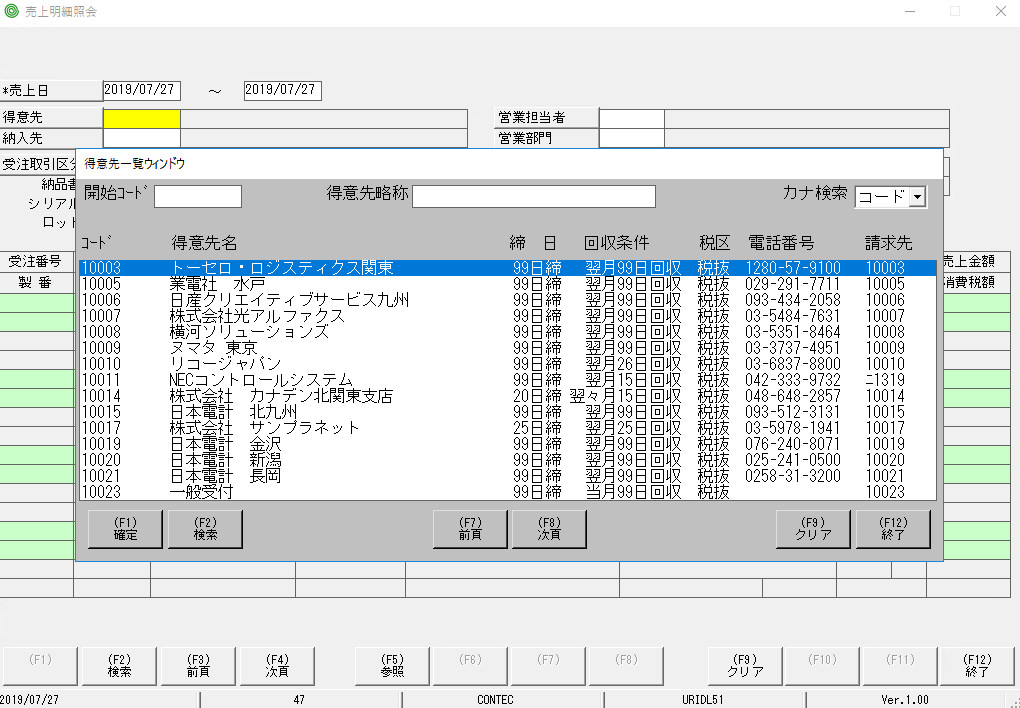 売上明細照会
*売上日 2019/07/27 ～ 2019/07/27
得意先 営業担当者
納入先 営業部門
受注取引区
納品書
シリアル
ロット
受注番号 売上金額
製 番 消費税額
得意先一覧ウィンドウ
開始コード 得意先略称 カナ検索 コード
コード 得意先名 締 日 回収条件 税区 電話番号 請求先
10003 トーセロ・ロジスティクス関東 99日締 翌月99日回収 税抜 1280-57-9100 10003
10005 業電社 水戸 99日締 翌月99日回収 税抜 029-291-7711 10005
10006 日産クリエイティブサービス九州 99日締 翌月99日回収 税抜 093-434-2058 10006
10007 株式会社光アルファクス 99日締 翌月99日回収 税抜 03-5484-7631 10007
10008 横河ソリューションズ 99日締 翌月99日回収 税抜 03-5351-8464 10008
10009 ヌマタ 東京 99日締 翌月99日回収 税抜 03-3737-4951 10009
10010 リコージャパン 99日締 翌月26日回収 税抜 03-6837-8800 10010
10011 NECコントロールシステム 99日締 翌月15日回収 税抜 042-333-9732 ﾆ1319
10014 株式会社 カナデン北関東支店 20日締 翌々月15日回収 税抜 048-648-2857 10014
10015 日本電計 北九州 99日締 翌月99日回収 税抜 093-512-3131 10015
10017 株式会社 サンプラネット 25日締 翌月25日回収 税抜 03-5978-1941 10017
10019 日本電計 金沢 99日締 翌月99日回収 税抜 076-240-8071 10019
10020 日本電計 新潟 99日締 翌月99日回収 税抜 025-241-0500 10020
10021 日本電計 長岡 99日締 翌月99日回収 税抜 0258-31-3200 10021
10023 一般受付 99日締 当月99日回収 税抜 10023
(F1) (F2) (F7) (F8) (F9) (F12)
確定 検索 前頁 次頁 クリア 終了
(F1) (F2) (F3) (F4) (F5) (F6) (F7) (F8) (F9) (F10) (F11) (F12)
検索 前頁 次頁 参照 クリア 終了
2019/07/27 47 CONTEC URIDL51 Ver.1.00